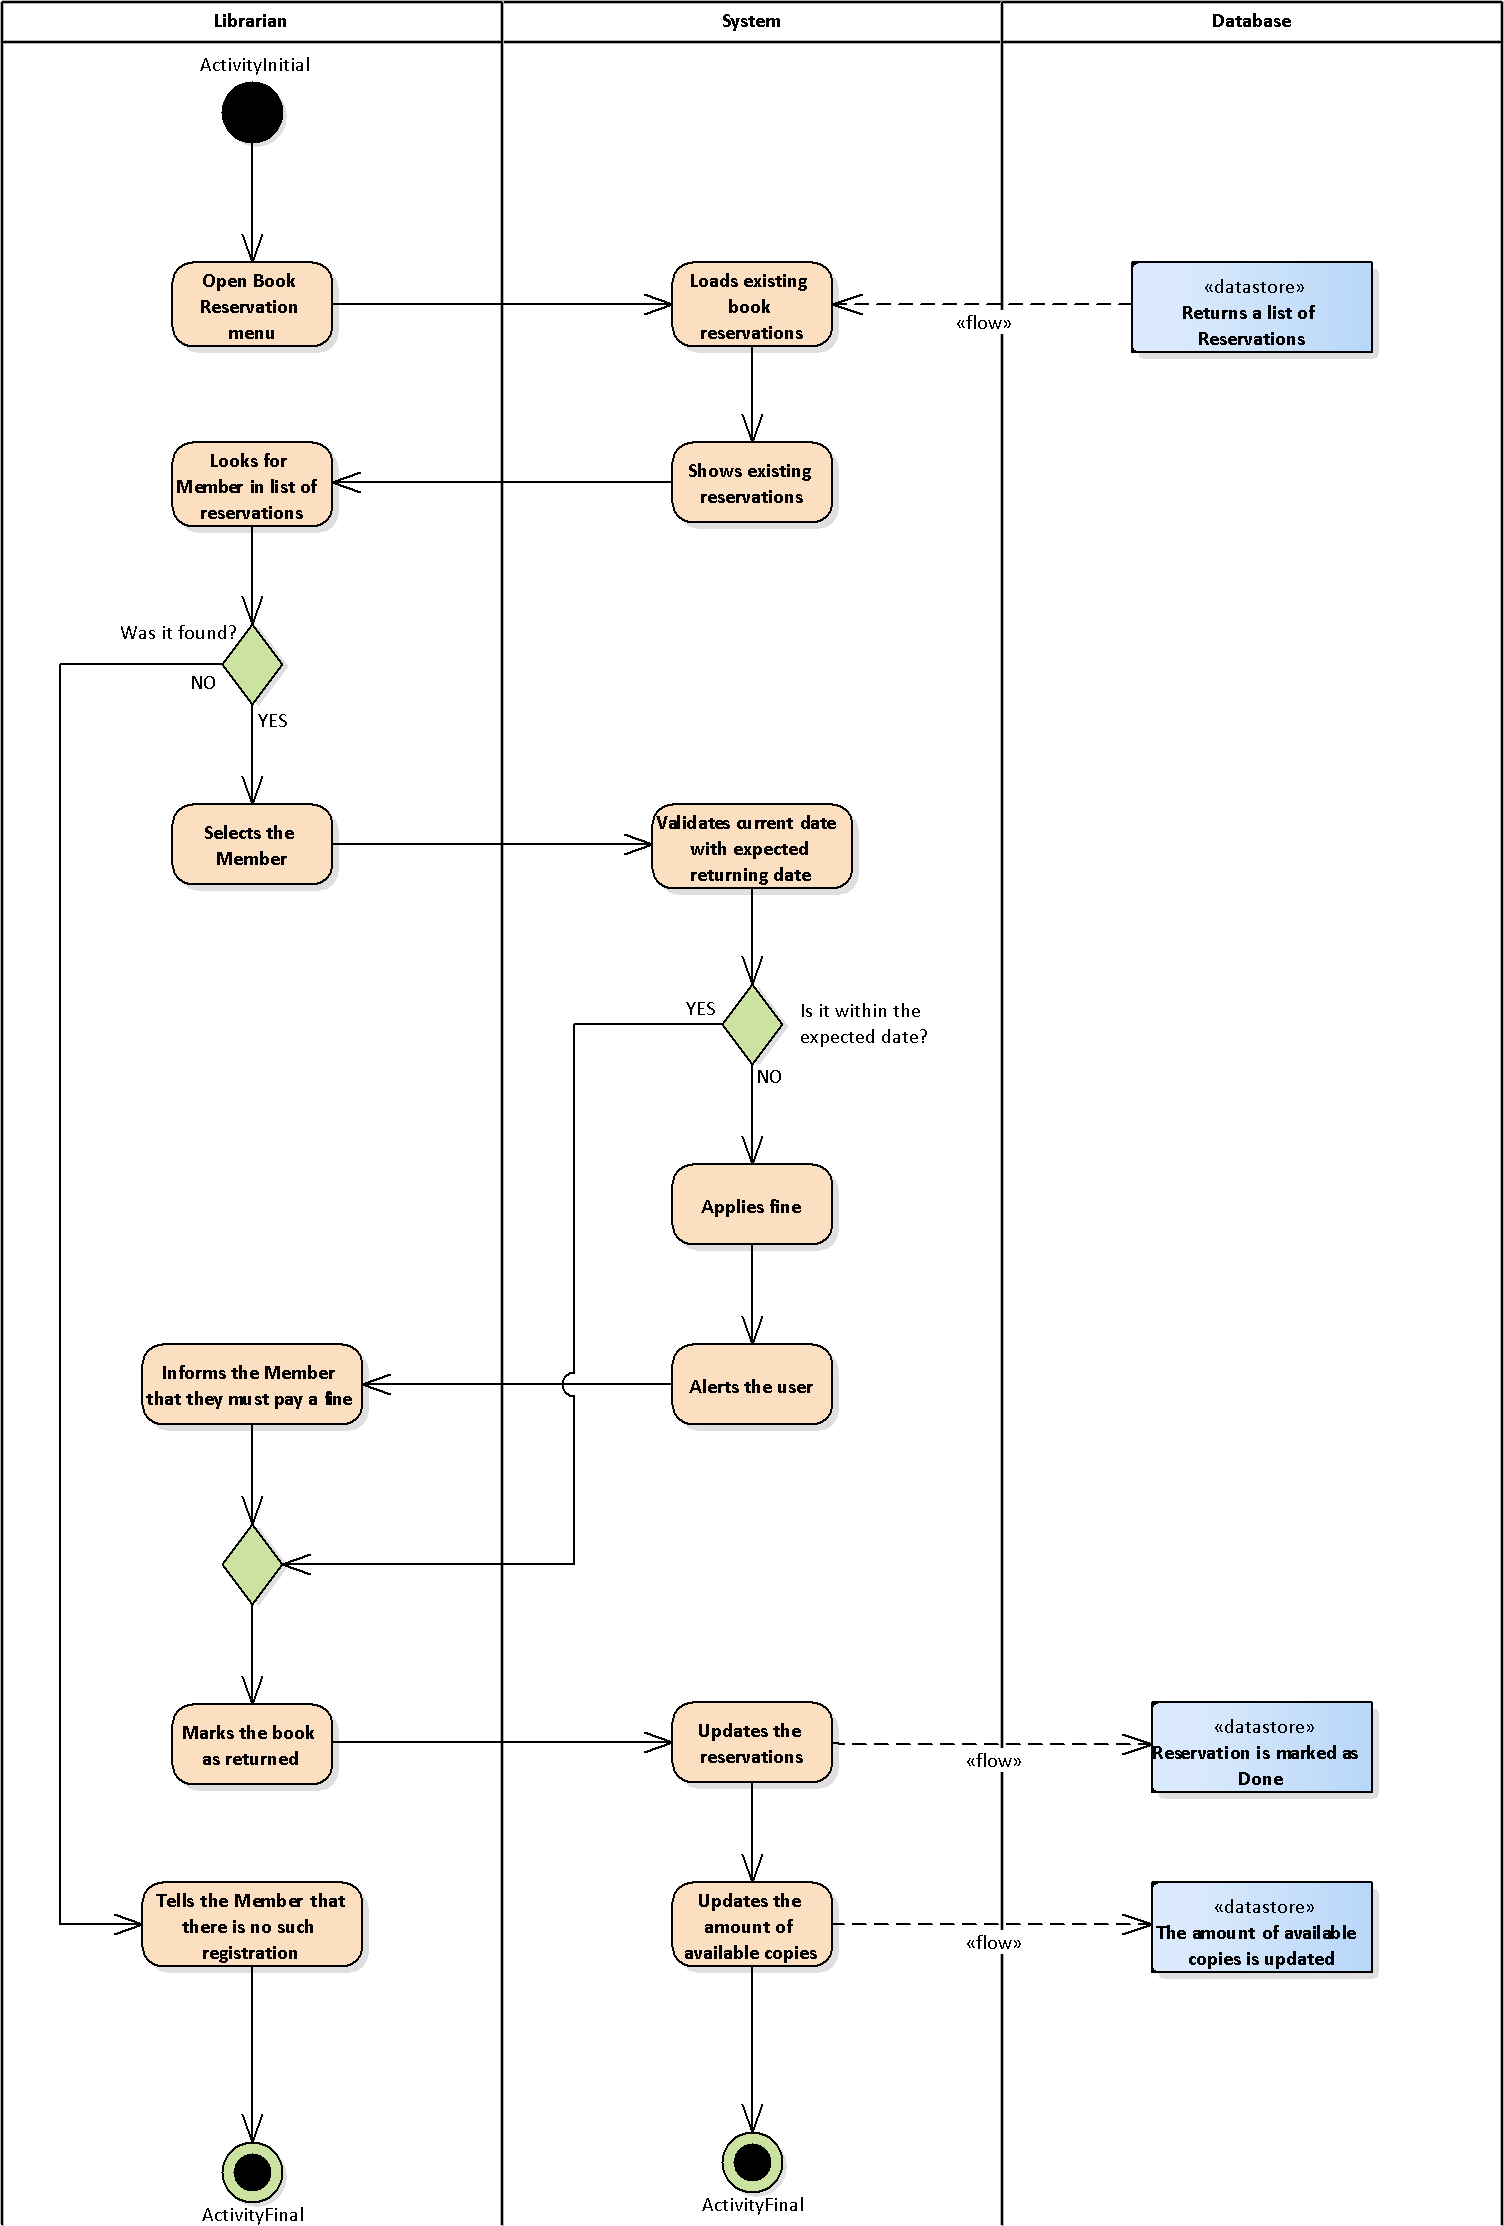 Librarian
System
Database
ActivityInitial
Open Book
Reservation
menu
Loads existing
book
reservations
«flow»
«datastore»
Returns a list of
Reservations
Looks for
Member in list of
reservations
Shows existing
reservations
Was it found?
NO
YES
Selects the
Member
Validates current date
with expected
returning date
YES
Is it within the
expected date?
NO
Applies fine
Informs the Member
that they must pay a fine
Alerts the user
Marks the book
as returned
Updates the
reservations
«flow»
«datastore»
Reservation is marked as
Done
Tells the Member that
there is no such
registration
Updates the
amount of
available copies
«flow»
«datastore»
The amount of available
copies is updated
ActivityFinal
ActivityFinal